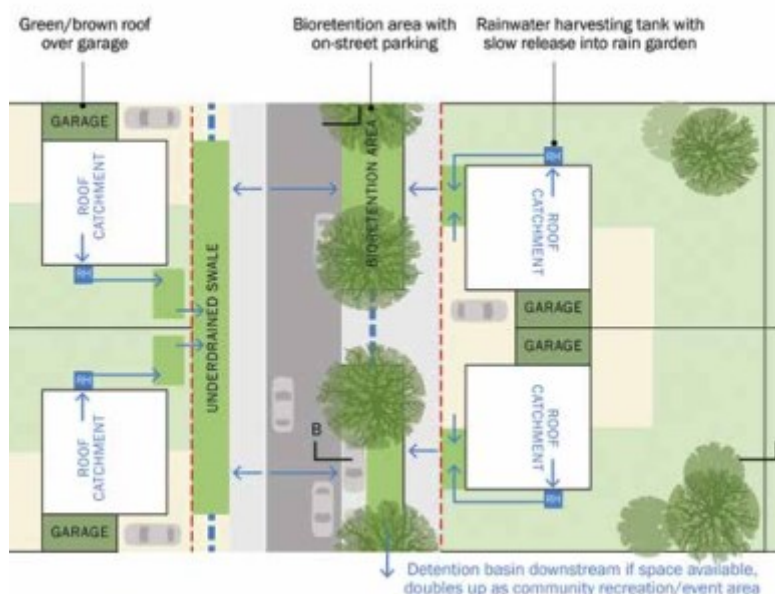 Green/brown roof
over garage
Bioretention area with
on-street parking
Rainwater harvesting tank with
slow release into rain garden
GARAGE
ROOF
CATCHMENT
RH
UNDERDRAINED SWALE
BIORETENTION AREA
RH
ROOF
CATCHMENT
GARAGE
GARAGE
RH
ROOF
CATCHMENT
GARAGE
B
ROOF
CATCHMENT
RH
Detention basin downstream if space available,
doubles up as community recreation/event area